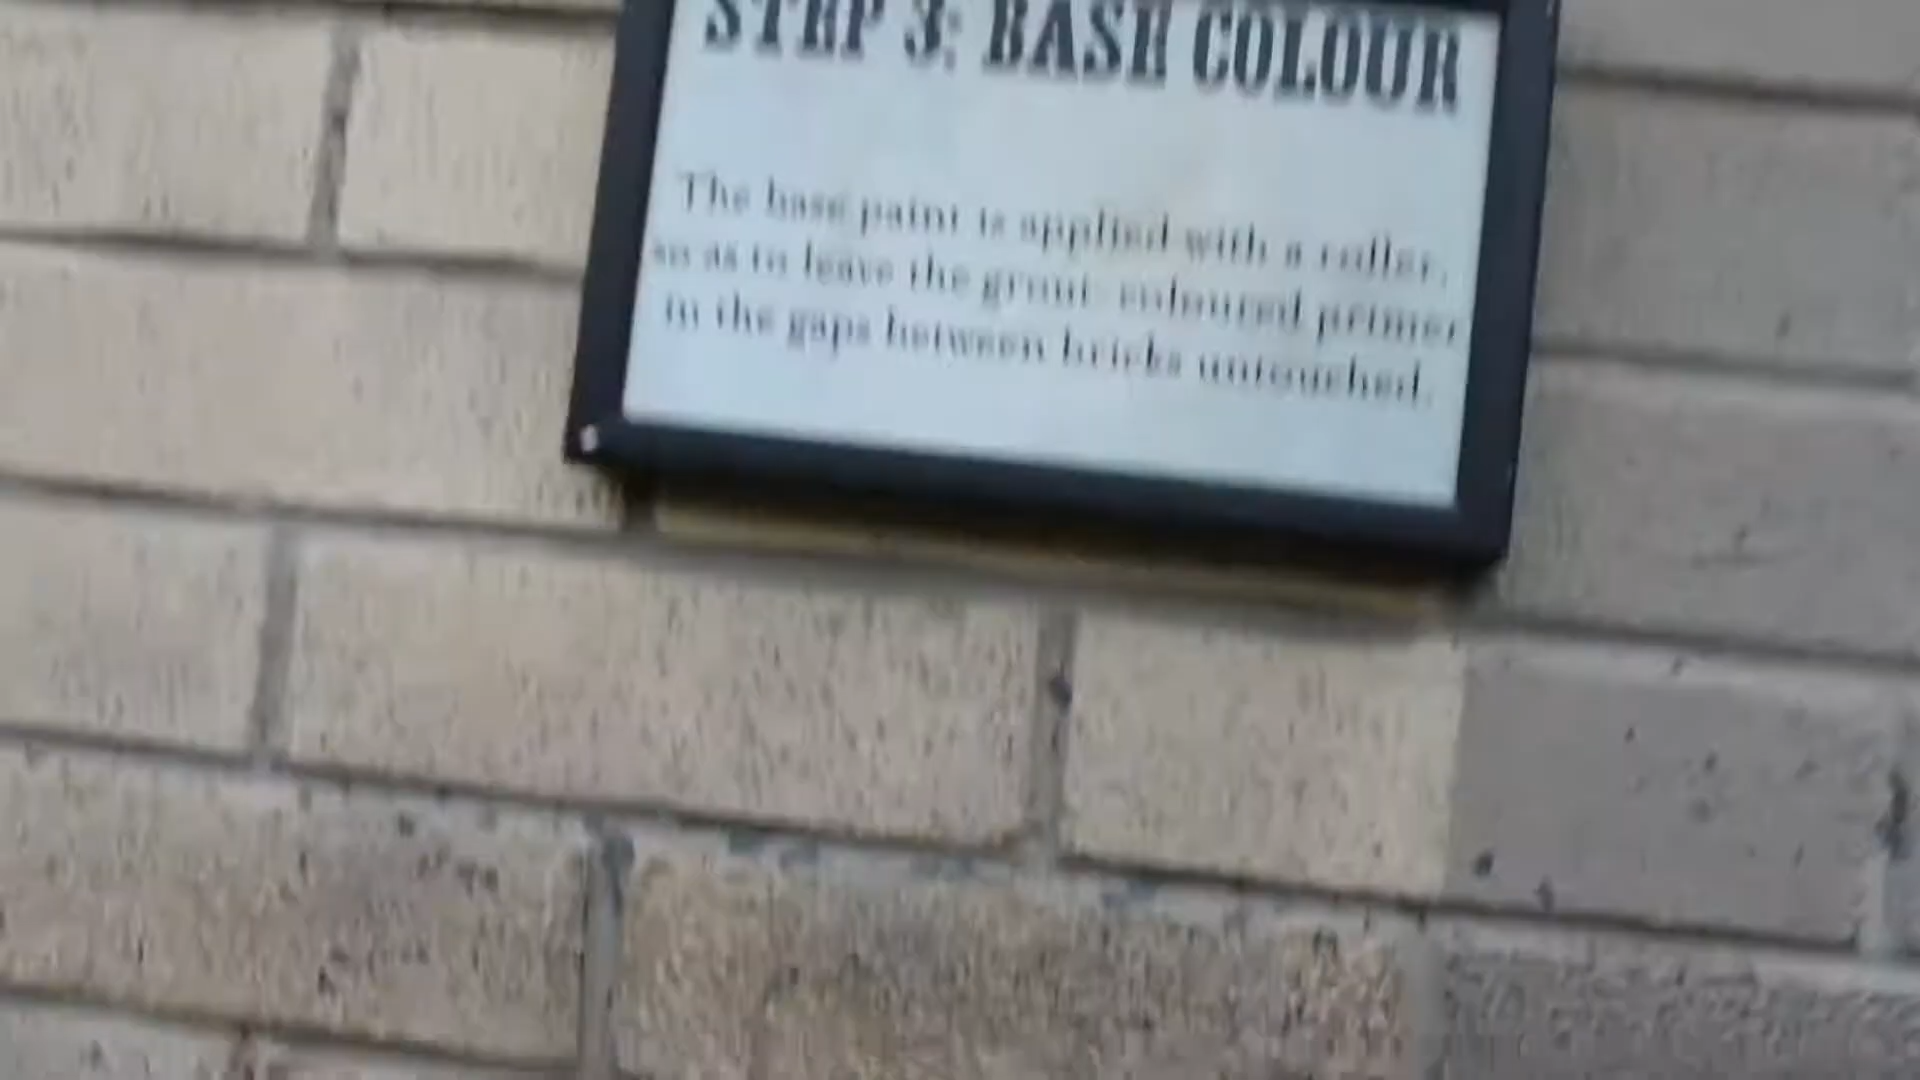 STEP 3: BASE COLOUR
The base paint is applied with a roller,
so as to leave the grout-coloured primer
in the gaps between bricks untouched.